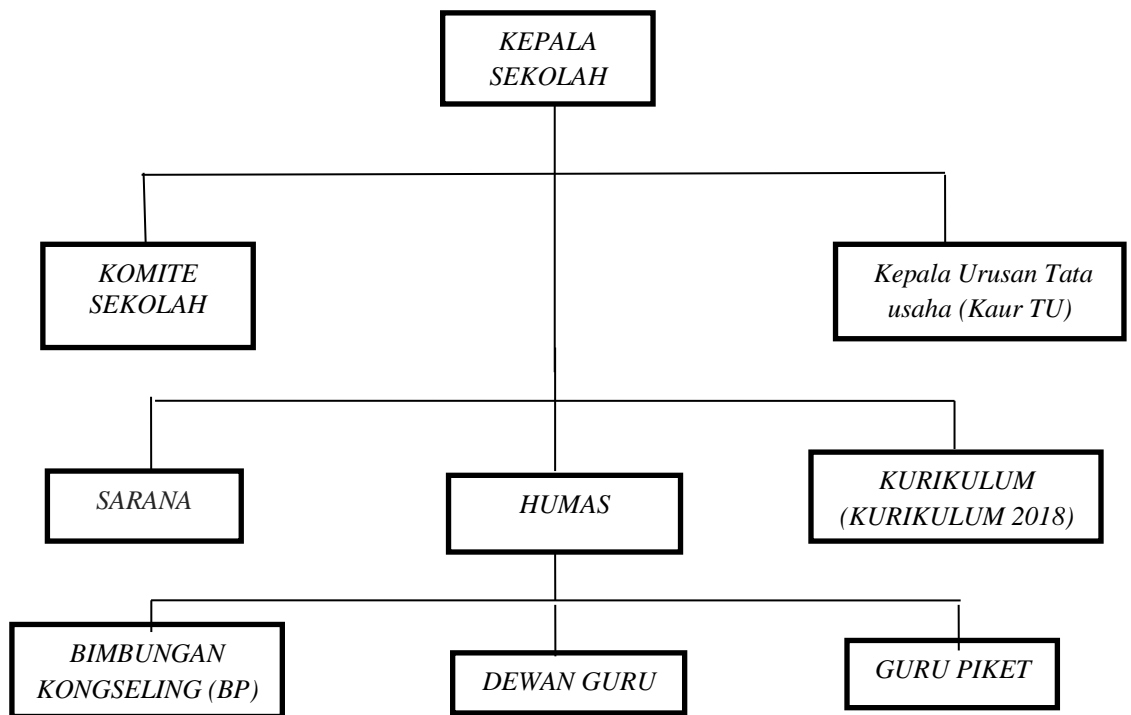 KEPALA
SEKOLAH
KOMITE
SEKOLAH
Kepala Urusan Tata
usaha (Kaur TU)
SARANA
HUMAS
KURIKULUM
(KURIKULUM 2018)
BIMBUNGAN
KONGSELING (BP)
DEWAN GURU
GURU PIKET